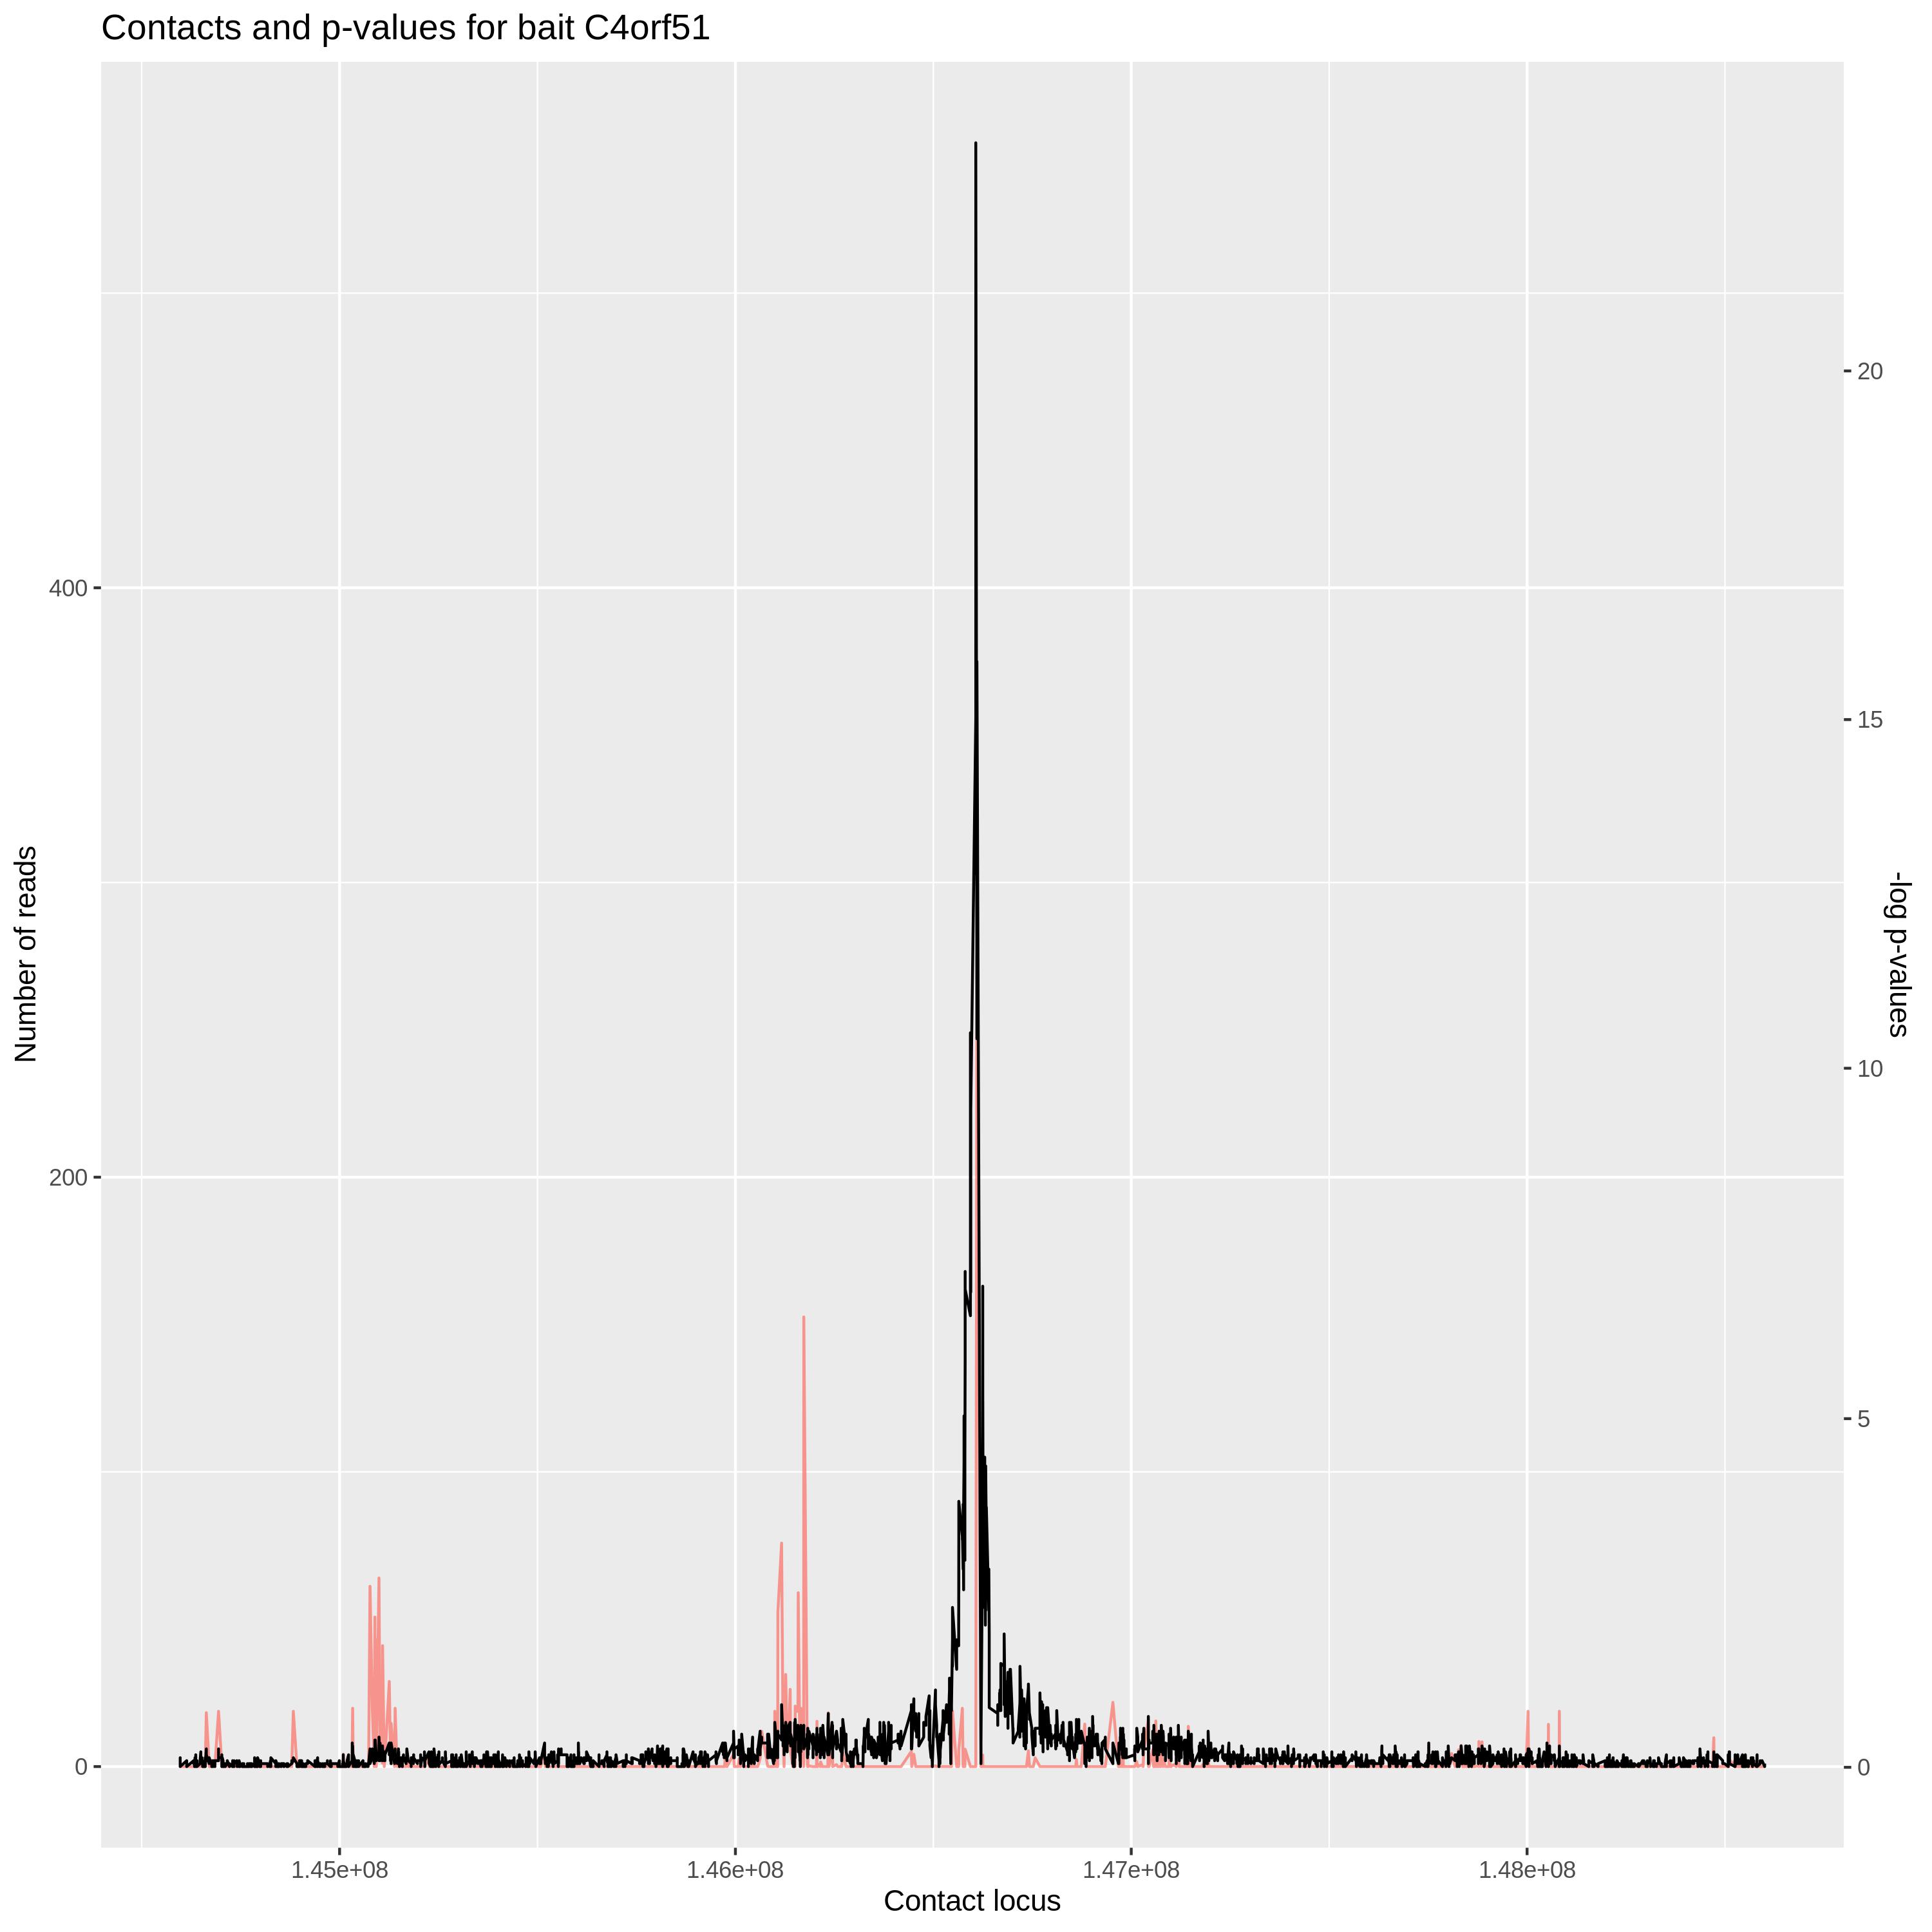 Contacts and p-values for bait C4orf51
Number of reads
400
200
0
20
15
10
5
0
-log p-values
1.45e+08
1.46e+08
1.47e+08
1.48e+08
Contact locus